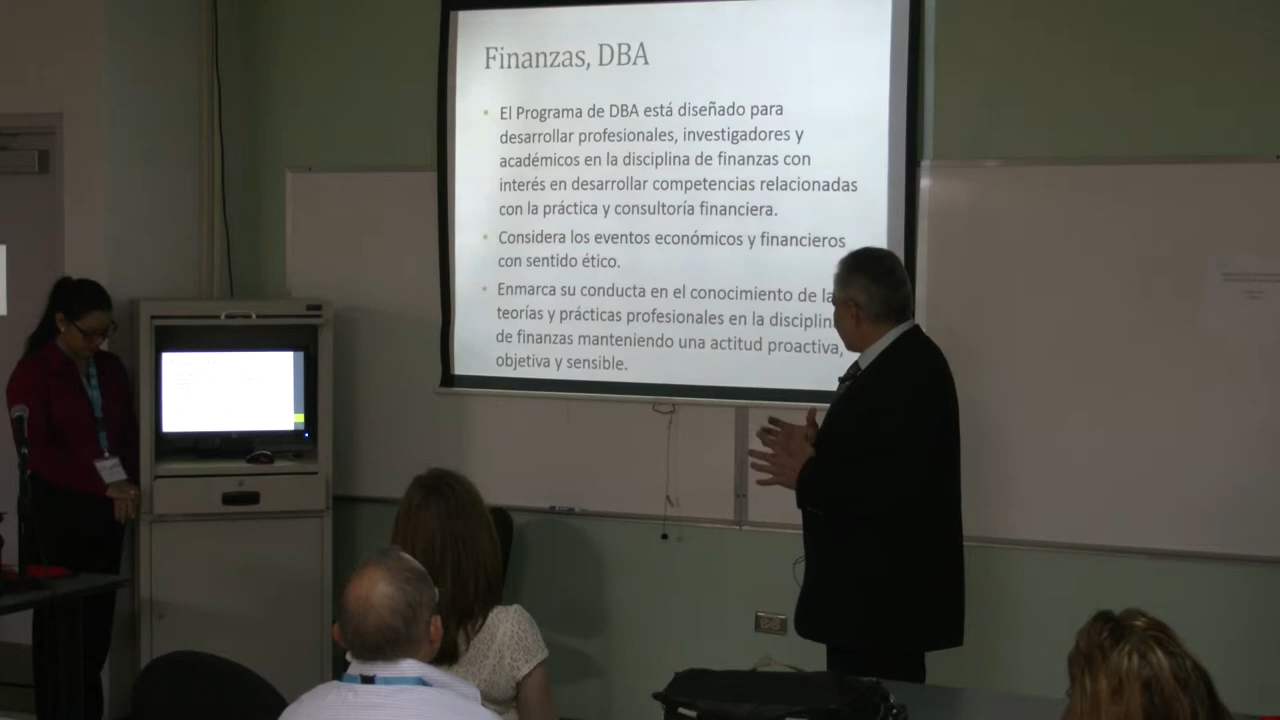 Finanzas, DBA
• El Programa de DBA está diseñado para
desarrollar profesionales, investigadores y
académicos en la disciplina de finanzas con
interés en desarrollar competencias relacionadas
con la práctica y consultoría financiera.
• Considera los eventos económicos y financieros
con sentido ético.
• Enmarca su conducta en el conocimiento de la
teorías y prácticas profesionales en la disciplin
de finanzas manteniendo una actitud proactiva,
objetiva y sensible.